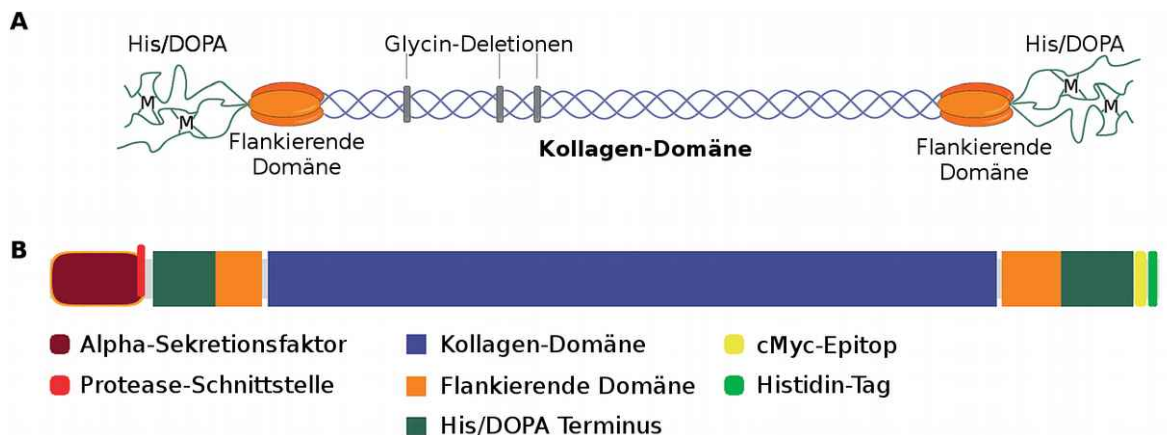 A
His/DOPA
Glycin-Deletionen
His/DOPA
M
M
M
M
Flankierende
Domäne
Kollagen-Domäne
Flankierende
Domäne
B
Alpha-Sekretionsfaktor
Kollagen-Domäne
cMyc-Epitop
Protease-Schnittstelle
Flankierende Domäne
Histidin-Tag
His/DOPA Terminus